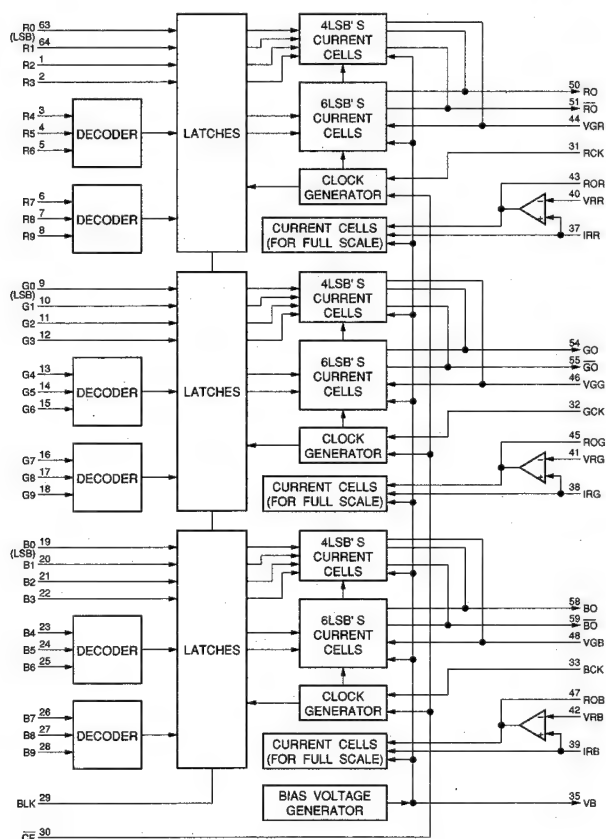 R0 63
(LSB)
R1 64
R2 1
R3 2
R4 3
R5 4
R6 5
R7 6
R8 7
R9 8
DECODER
DECODER
LATCHES
4LSB'S
CURRENT
CELLS
6LSB'S
CURRENT
CELLS
CLOCK
GENERATOR
CURRENT CELLS
(FOR FULL SCALE)
50 RO
51 RO
44 VGR
31 RCK
43 ROR
40 VRR
37 IRR
− +
G0 9
(LSB)
G1 10
G2 11
G3 12
G4 13
G5 14
G6 15
G7 16
G8 17
G9 18
DECODER
DECODER
LATCHES
4LSB'S
CURRENT
CELLS
6LSB'S
CURRENT
CELLS
CLOCK
GENERATOR
CURRENT CELLS
(FOR FULL SCALE)
54 GO
55 GO
46 VGG
32 GCK
45 ROG
41 VRG
38 IRG
− +
B0 19
(LSB)
B1 20
B2 21
B3 22
B4 23
B5 24
B6 25
B7 26
B8 27
B9 28
DECODER
DECODER
LATCHES
4LSB'S
CURRENT
CELLS
6LSB'S
CURRENT
CELLS
CLOCK
GENERATOR
CURRENT CELLS
(FOR FULL SCALE)
58 BO
59 BO
48 VGB
33 BCK
47 ROB
42 VRB
39 IRB
− +
BLK 29
BIAS VOLTAGE
GENERATOR
35 VB
CE 30